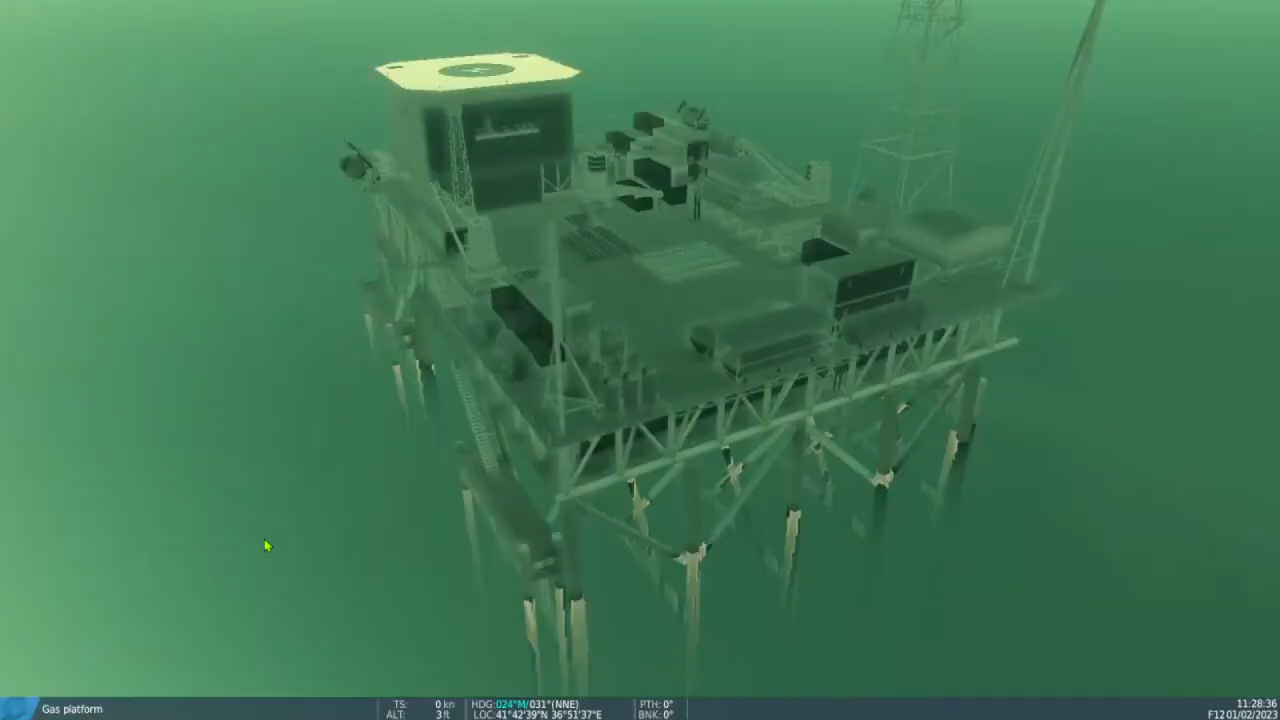 Gas platform
TS: 0 kn
ALT: 3 ft
HDG:024°M/031°(NNE)
LOC:41°42'39"N 36°51'37"E
PTH: 0°
BNK: 0°
11:28:36
F12 01/02/2023